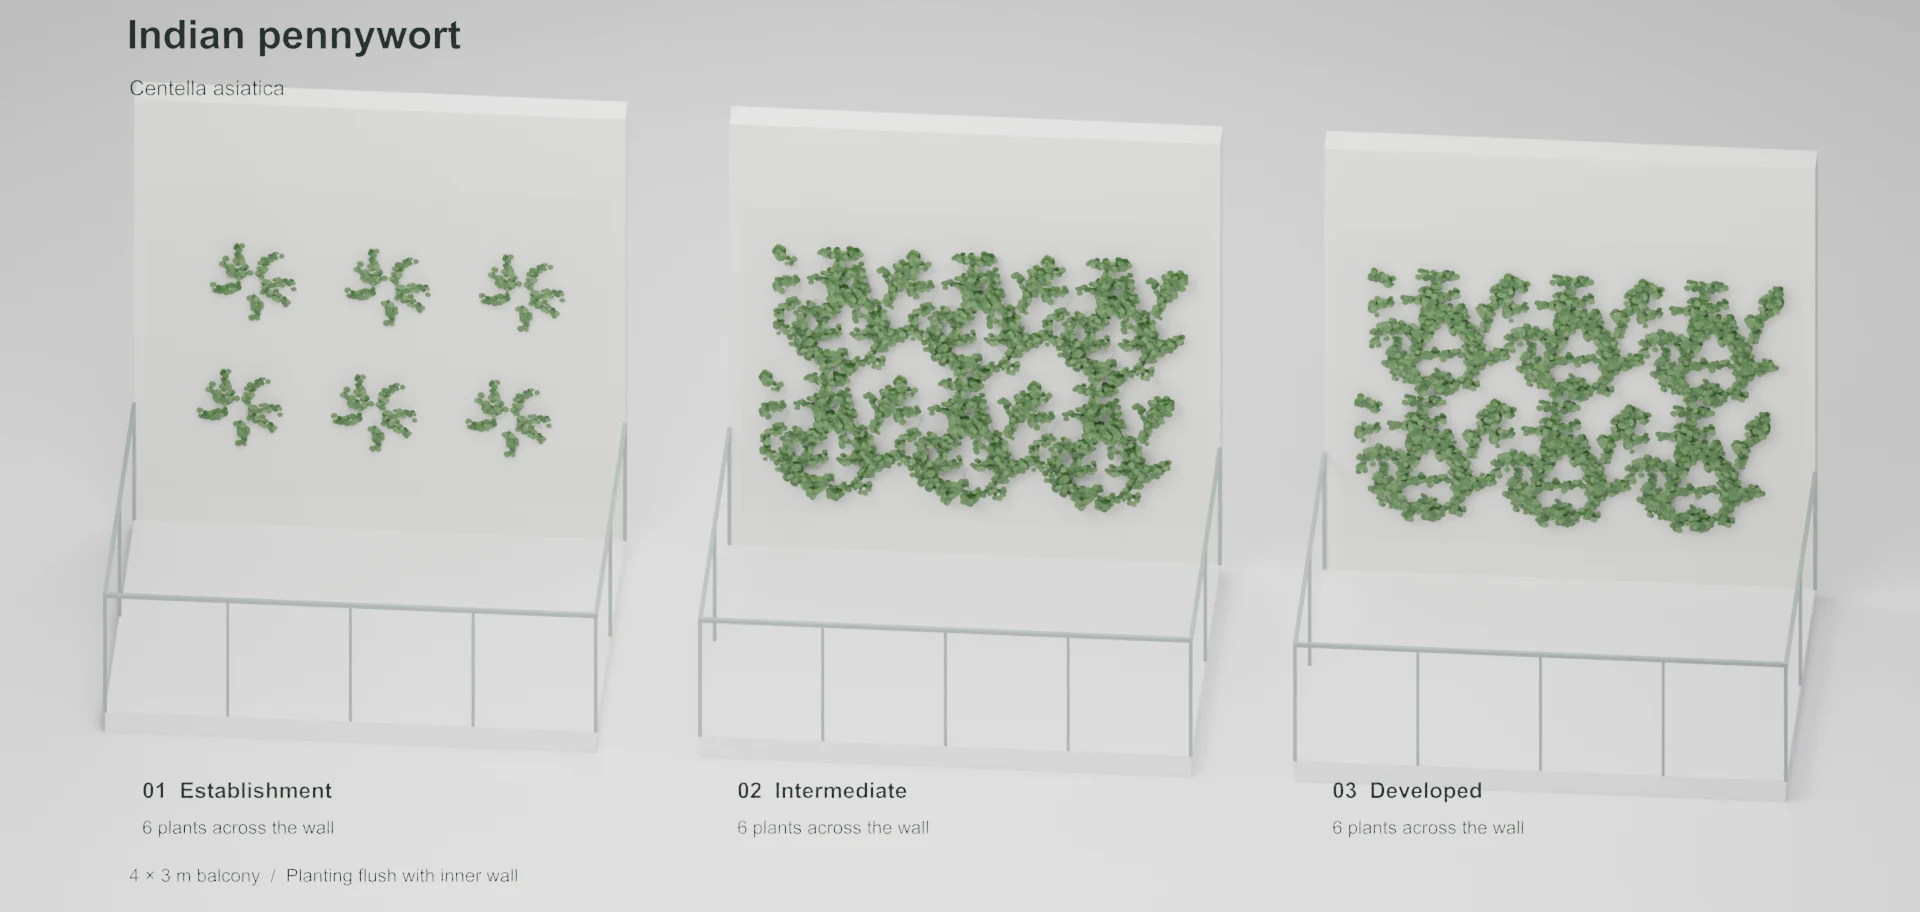 Indian pennywort
Centella asiatica
01 Establishment
6 plants across the wall
02 Intermediate
6 plants across the wall
03 Developed
6 plants across the wall
4 × 3 m balcony / Planting flush with inner wall